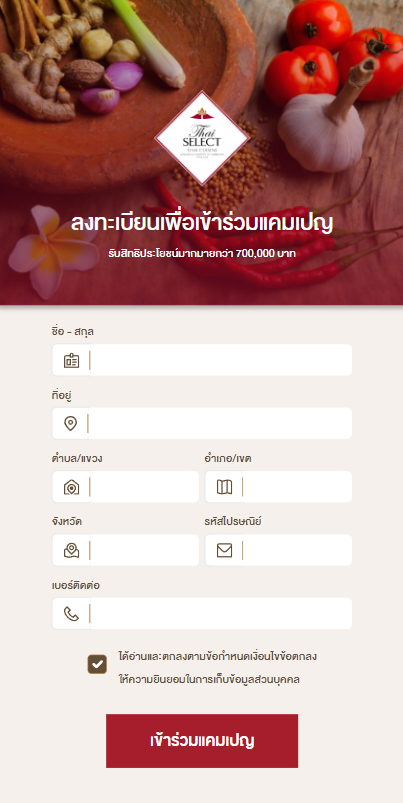 Thai
SELECT
THAI CUISINE
ลงทะเบียนเพื่อเข้าร่วมแคมเปญ
รับสิทธิประโยชน์มากมายกว่า 700,000 บาท
ชื่อ - สกุล
ที่อยู่
ตำบล/แขวง
อำเภอ/เขต
จังหวัด
รหัสไปรษณีย์
เบอร์ติดต่อ
ได้อ่านและตกลงตามข้อกำหนดเงื่อนไขข้อตกลง
ให้ความยินยอมในการเก็บข้อมูลส่วนบุคคล
เข้าร่วมแคมเปญ